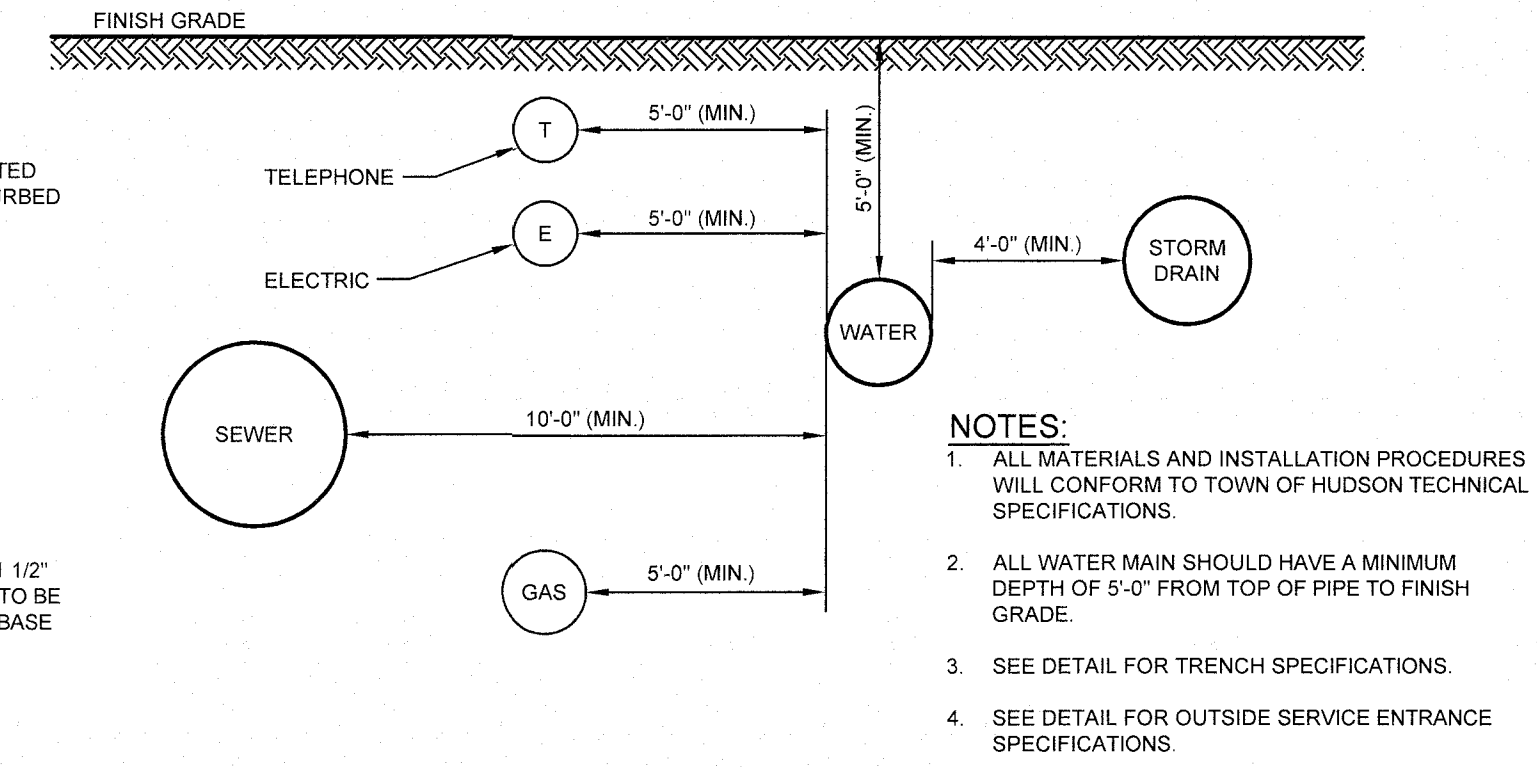 FINISH GRADE
T
5'-0" (MIN.)
TELEPHONE
E
5'-0" (MIN.)
ELECTRIC
5'-0" (MIN.)
4'-0" (MIN.)
STORM
DRAIN
WATER
SEWER
10'-0" (MIN.)
GAS
5'-0" (MIN.)
TED
RBED
1/2"
TO BE
BASE
NOTES:
1. ALL MATERIALS AND INSTALLATION PROCEDURES
WILL CONFORM TO TOWN OF HUDSON TECHNICAL
SPECIFICATIONS.
2. ALL WATER MAIN SHOULD HAVE A MINIMUM
DEPTH OF 5'-0" FROM TOP OF PIPE TO FINISH
GRADE.
3. SEE DETAIL FOR TRENCH SPECIFICATIONS.
4. SEE DETAIL FOR OUTSIDE SERVICE ENTRANCE
SPECIFICATIONS.